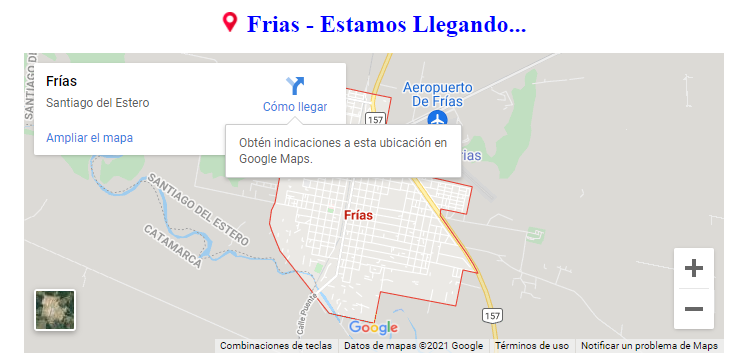 Frias - Estamos Llegando...
© SANTIAGO DEL
Frías
Santiago del Estero
Cómo llegar
Ampliar el mapa
Aeropuerto
De Frías
157
Obtén indicaciones a esta ubicación en
Google Maps.
SANTIAGO DEL ESTERO
CATAMARCA
Frías
Calle Puente
157
Google
Combinaciones de teclas
Datos de mapas ©2021 Google
Términos de uso
Notificar un problema de Maps